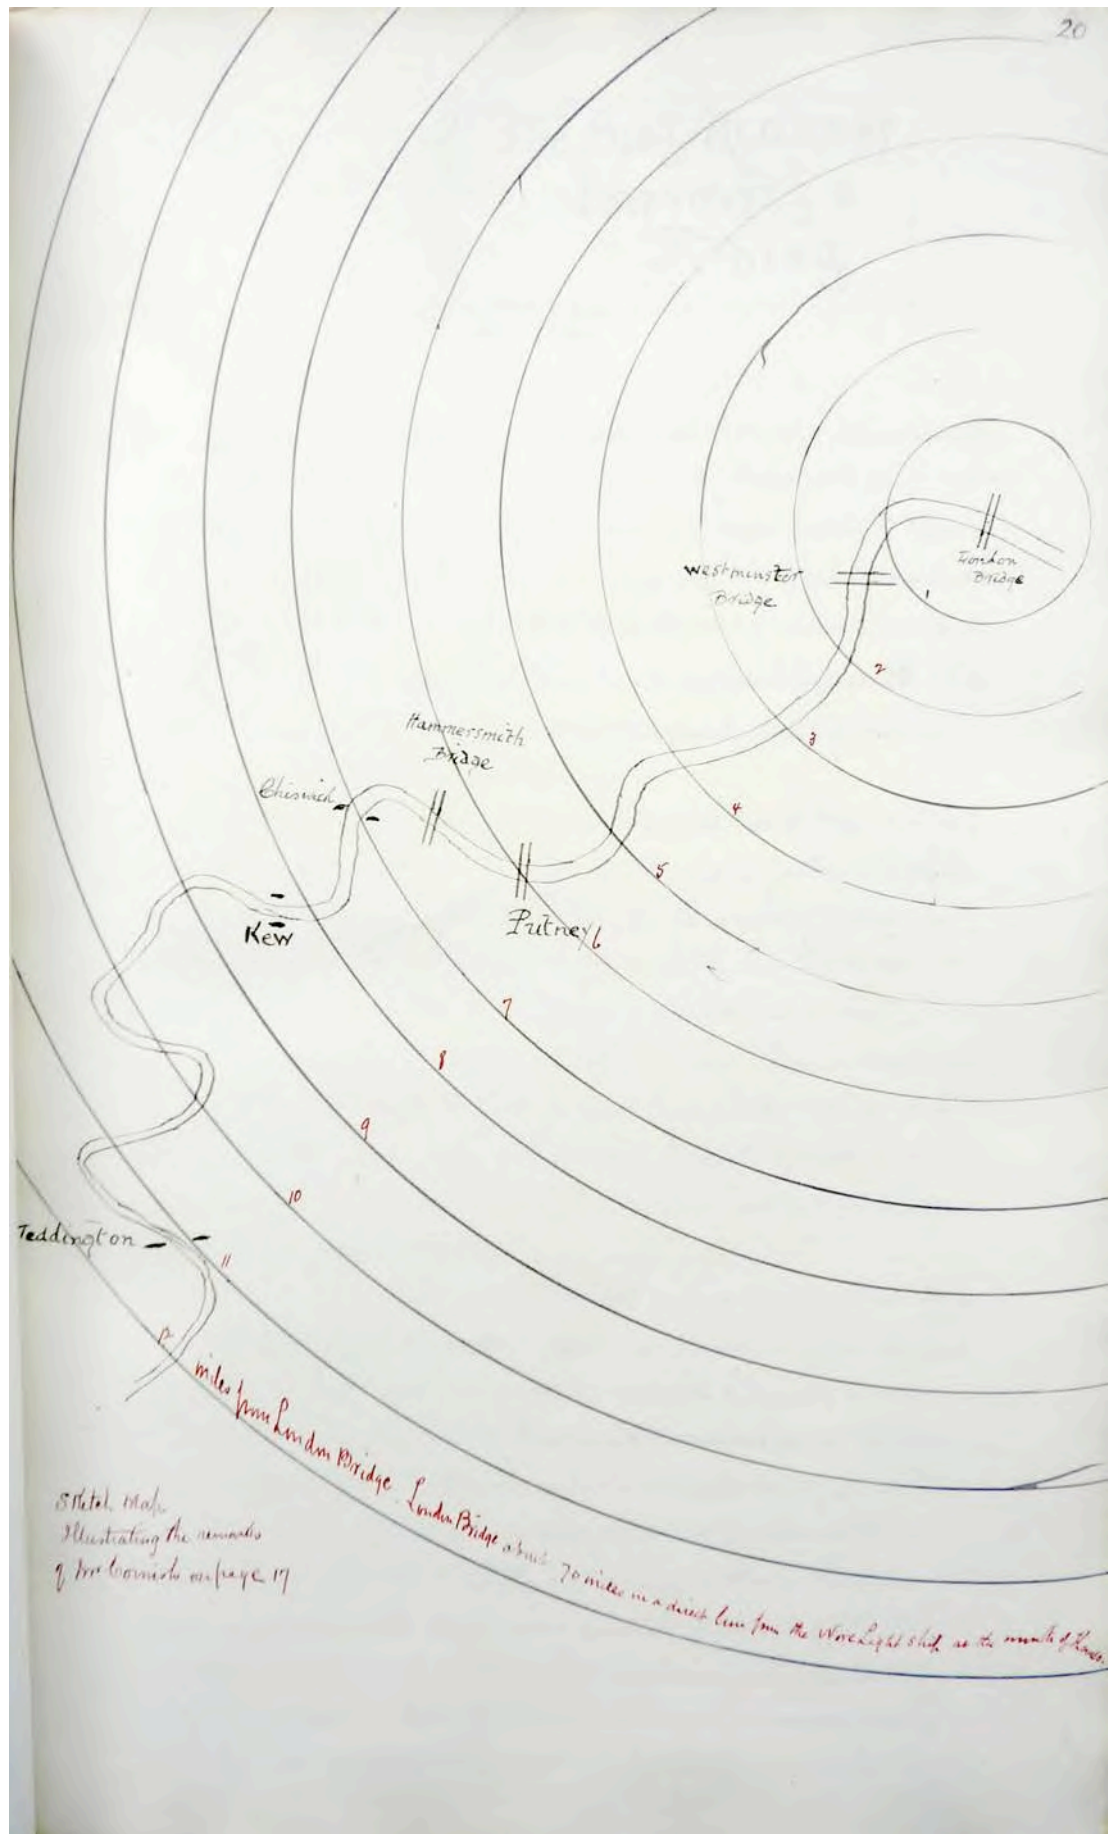 20
London
Bridge
Westminster
Bridge
1
2
3
Hammersmith
Bridge
Chiswick
4
5
Putney
6
Kew
7
8
9
10
Teddington
11
12
miles from London Bridge. London Bridge about 70 miles in a direct line from the Nore Light Ship at the mouth of Thames.
Sketch Map
Illustrating the remarks
of Mr Cornish on page 17